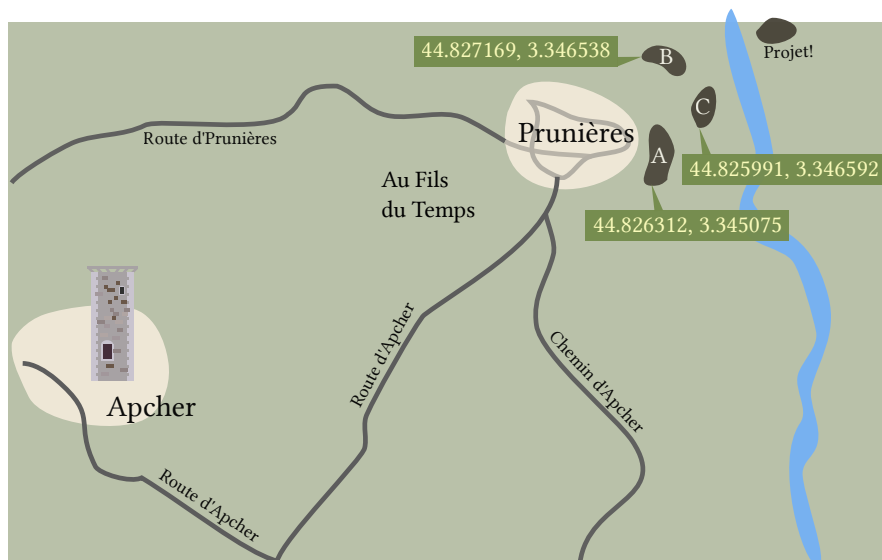 44.827169, 3.346538
B
Projet!
C
Route d'Prunières
Prunières
A
44.825991, 3.346592
Au Fils
du Temps
44.826312, 3.345075
Route d'Apcher
Chemin d'Apcher
Apcher
Route d'Apcher